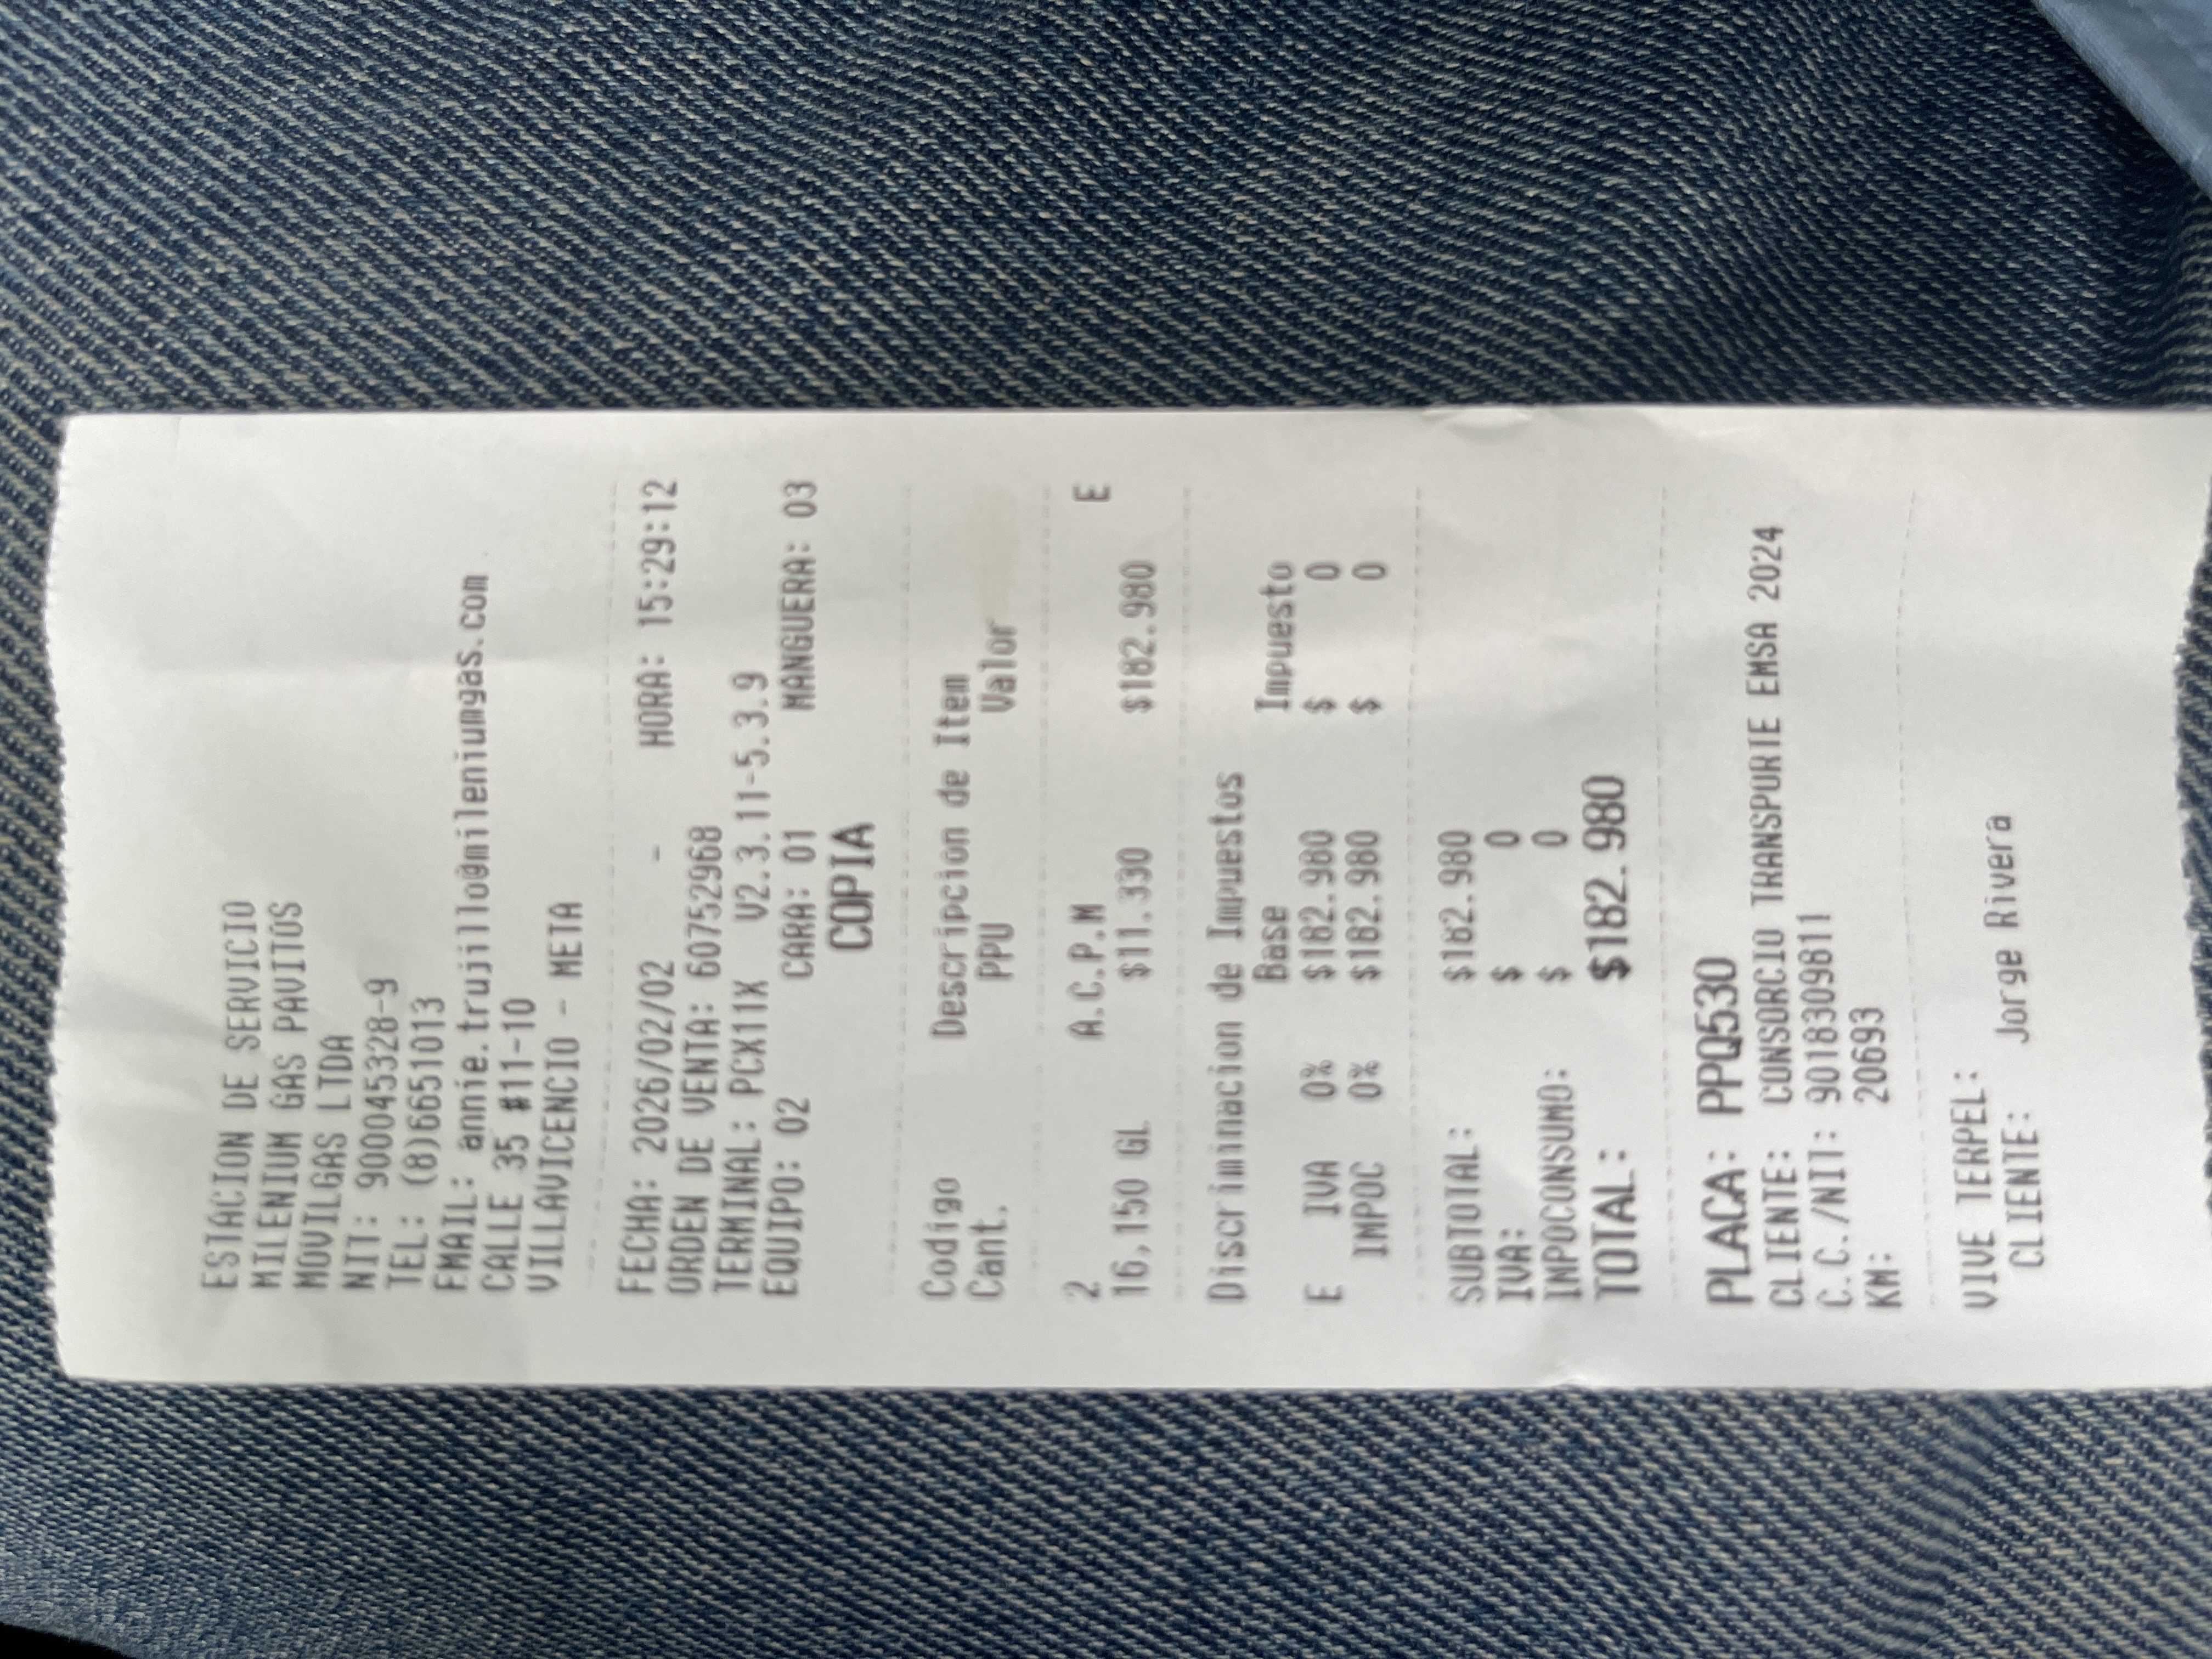 ESTACION DE SERVICIO
MILENIUM GAS PAVITOS
MOVILGAS LTDA
NIT: 900045328-9
TEL: (8)6651013
EMAIL: annie.trujillo@mileniumgas.com
CALLE 35 #11-10
VILLAVICENCIO - META
FECHA: 2026/02/02 - HORA: 15:29:12
ORDEN DE VENTA: 60752968
TERMINAL: PCX11X V2.3.11-5.3.9
EQUIPO: 02 CARA: 01 MANGUERA: 03
COPIA
Codigo Descripcion de Item
Cant. PPU Valor
2 A.C.P.M E
16,150 GL $11.330 $182.980
Discriminacion de Impuestos
Base Impuesto
E IVA 0% $182.980 $ 0
IMPOC 0% $182.980 $ 0
SUBTOTAL: $182.980
IVA: $ 0
IMPOCONSUMO: $ 0
TOTAL: $182.980
PLACA: PPQ530
CLIENTE: CONSORCIO TRANSPORTE EMSA 2024
C.C./NIT: 9018309811
KM: 20693
VIVE TERPEL:
CLIENTE: Jorge Rivera